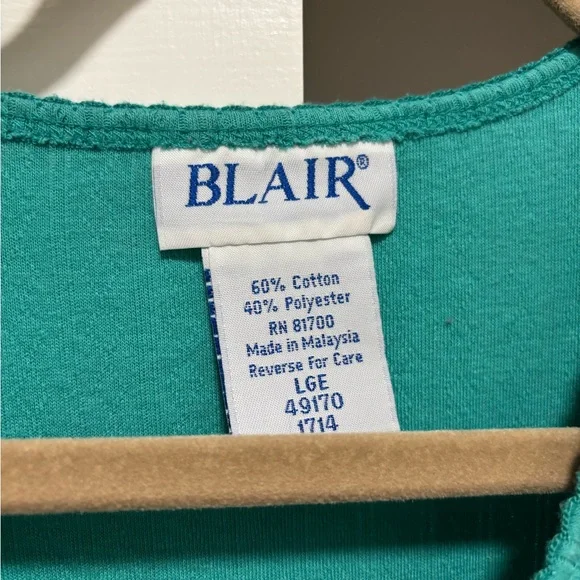 BLAIR®
60% Cotton
40% Polyester
RN 81700
Made in Malaysia
Reverse For Care
LGE
49170
1714